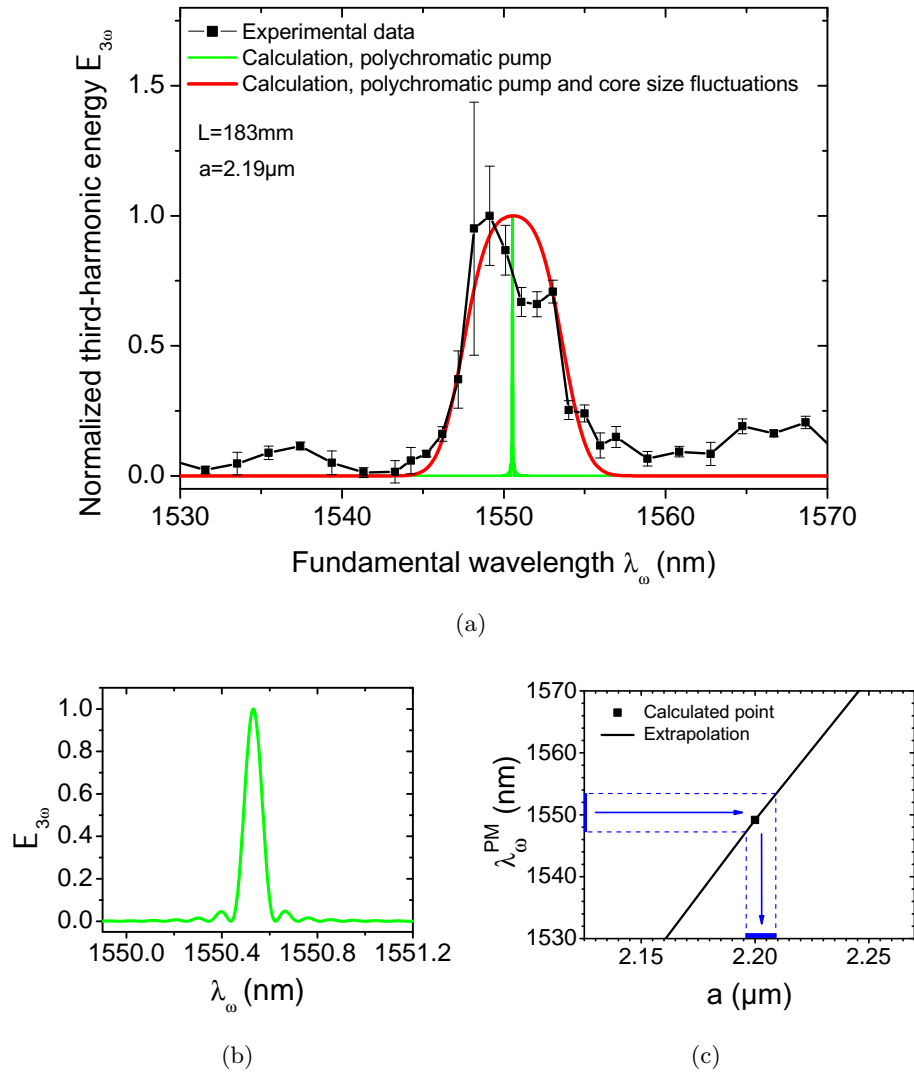 (a)
Experimental data
Calculation, polychromatic pump
Calculation, polychromatic pump and core size fluctuations
L=183mm
a=2.19μm
Normalized third-harmonic energy E3ω
1.5
1.0
0.5
0.0
1530 1540 1550 1560 1570
Fundamental wavelength λω (nm)
(a)
E3ω
1.0
0.8
0.6
0.4
0.2
0.0
1550.0 1550.4 1550.8 1551.2
λω (nm)
(b)
Calculated point
Extrapolation
λωPM (nm)
1570
1560
1550
1540
1530
2.15 2.20 2.25
a (μm)
(c)